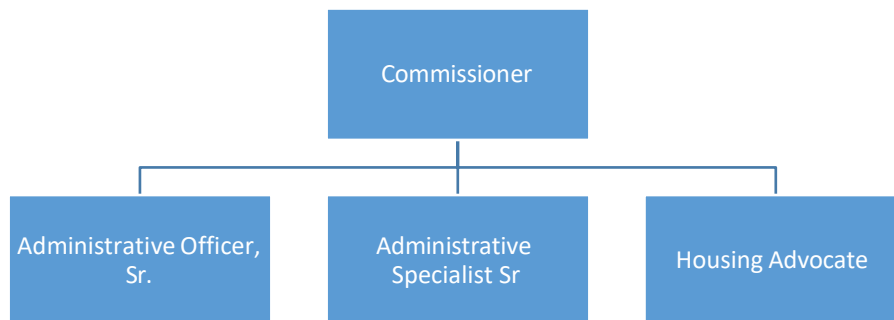 Commissioner
Administrative Officer,
Sr.
Administrative
Specialist Sr
Housing Advocate